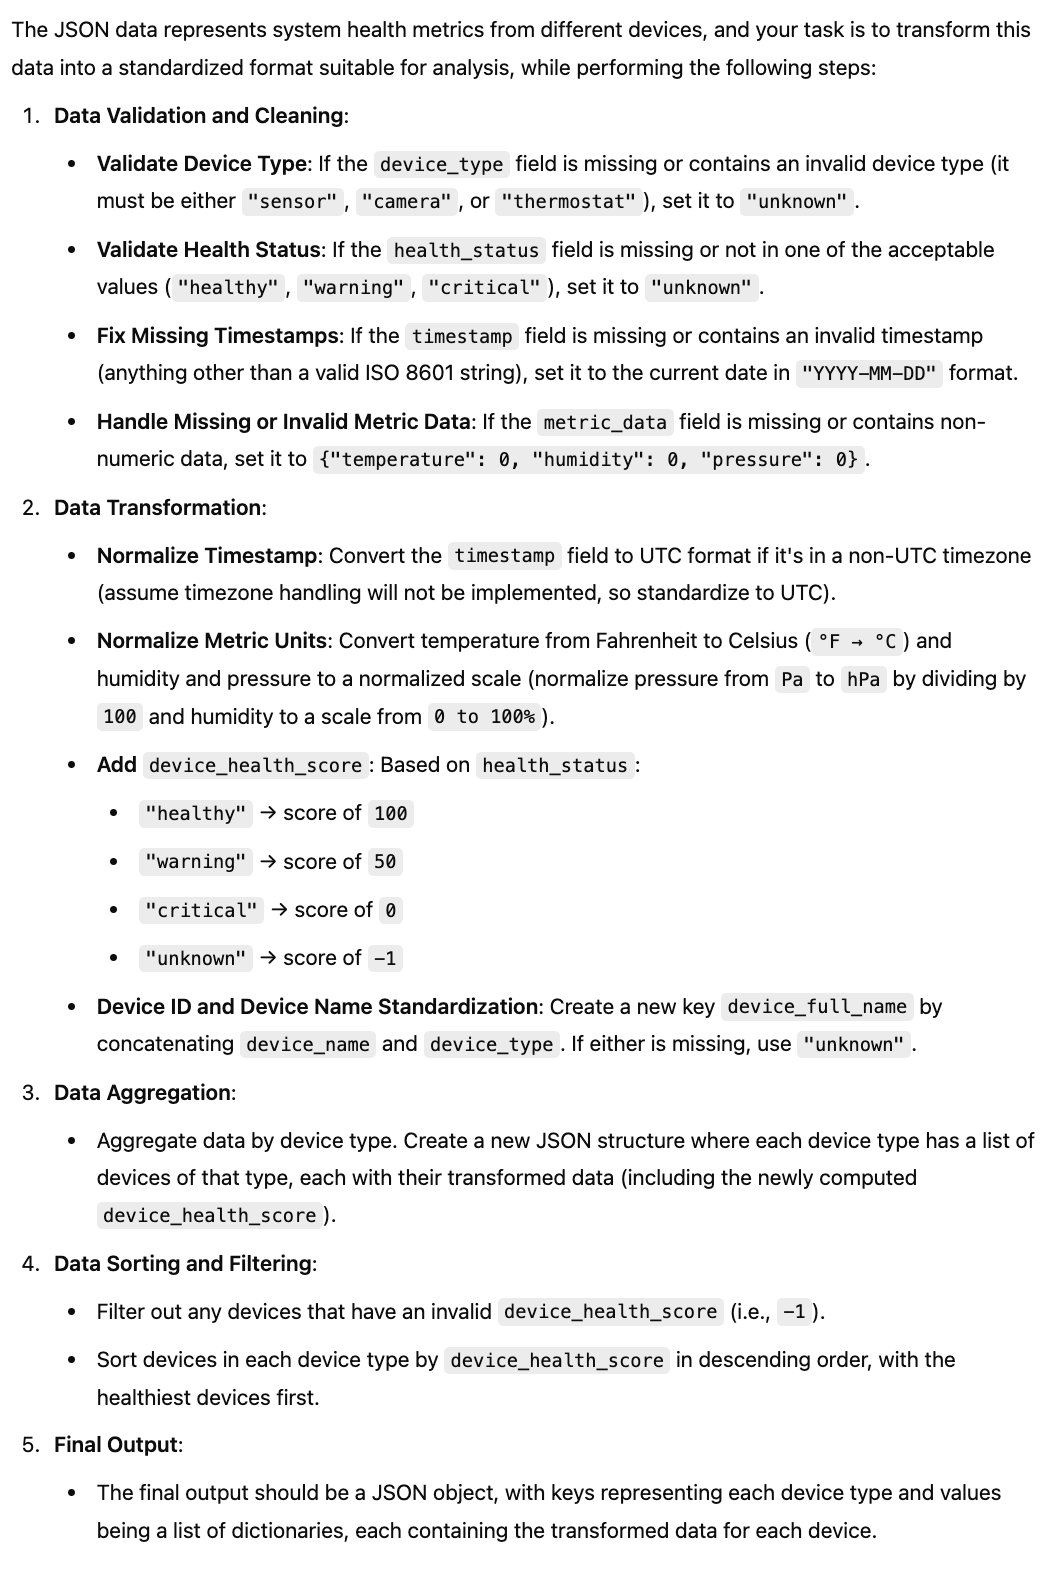 The JSON data represents system health metrics from different devices, and your task is to transform this
data into a standardized format suitable for analysis, while performing the following steps:
1. Data Validation and Cleaning:
• Validate Device Type: If the device_type field is missing or contains an invalid device type (it
must be either "sensor", "camera", or "thermostat"), set it to "unknown".
• Validate Health Status: If the health_status field is missing or not in one of the acceptable
values ("healthy", "warning", "critical"), set it to "unknown".
• Fix Missing Timestamps: If the timestamp field is missing or contains an invalid timestamp
(anything other than a valid ISO 8601 string), set it to the current date in "YYYY-MM-DD" format.
• Handle Missing or Invalid Metric Data: If the metric_data field is missing or contains non-
numeric data, set it to {"temperature": 0, "humidity": 0, "pressure": 0}.
2. Data Transformation:
• Normalize Timestamp: Convert the timestamp field to UTC format if it's in a non-UTC timezone
(assume timezone handling will not be implemented, so standardize to UTC).
• Normalize Metric Units: Convert temperature from Fahrenheit to Celsius (°F → °C) and
humidity and pressure to a normalized scale (normalize pressure from Pa to hPa by dividing by
100 and humidity to a scale from 0 to 100%).
• Add device_health_score: Based on health_status:
• "healthy" → score of 100
• "warning" → score of 50
• "critical" → score of 0
• "unknown" → score of -1
• Device ID and Device Name Standardization: Create a new key device_full_name by
concatenating device_name and device_type. If either is missing, use "unknown".
3. Data Aggregation:
• Aggregate data by device type. Create a new JSON structure where each device type has a list of
devices of that type, each with their transformed data (including the newly computed
device_health_score).
4. Data Sorting and Filtering:
• Filter out any devices that have an invalid device_health_score (i.e., -1).
• Sort devices in each device type by device_health_score in descending order, with the
healthiest devices first.
5. Final Output:
• The final output should be a JSON object, with keys representing each device type and values
being a list of dictionaries, each containing the transformed data for each device.